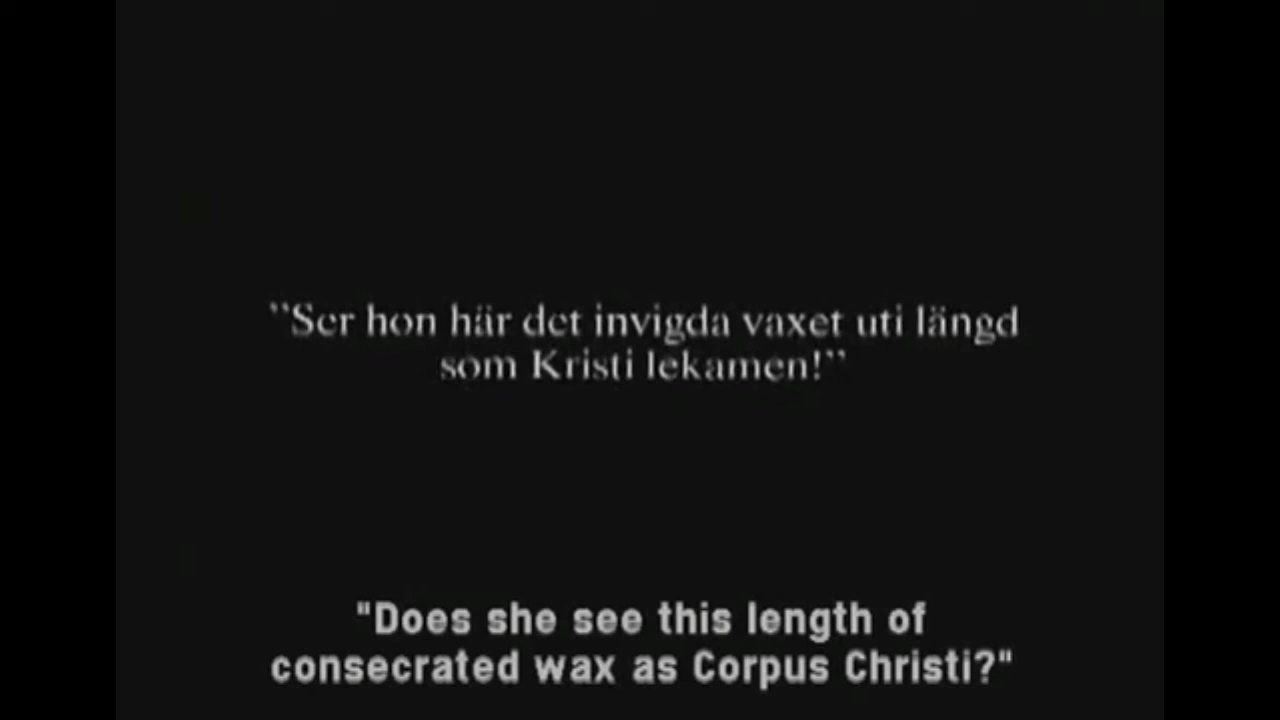 ”Ser hon här det invigda vaxet uti längd
som Kristi lekamen!”
"Does she see this length of
consecrated wax as Corpus Christi?"